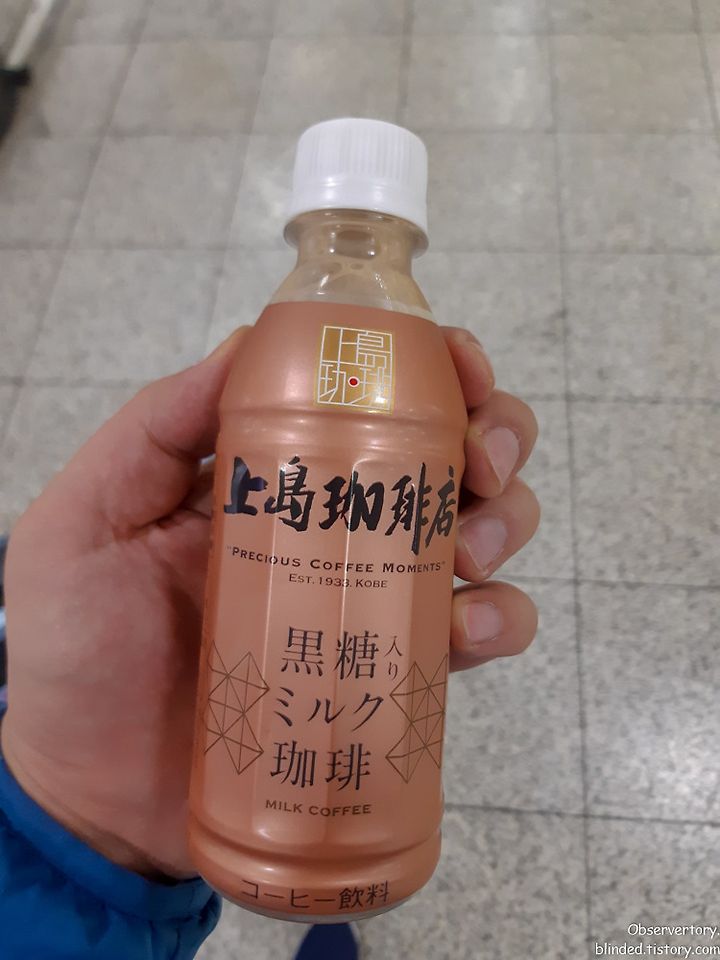 上島
珈琲
上島珈琲店
"PRECIOUS COFFEE MOMENTS"
EST. 1933. KOBE
黒糖入り
ミルク
珈琲
MILK COFFEE
コーヒー飲料
Observertory.
blinded.tistory.com